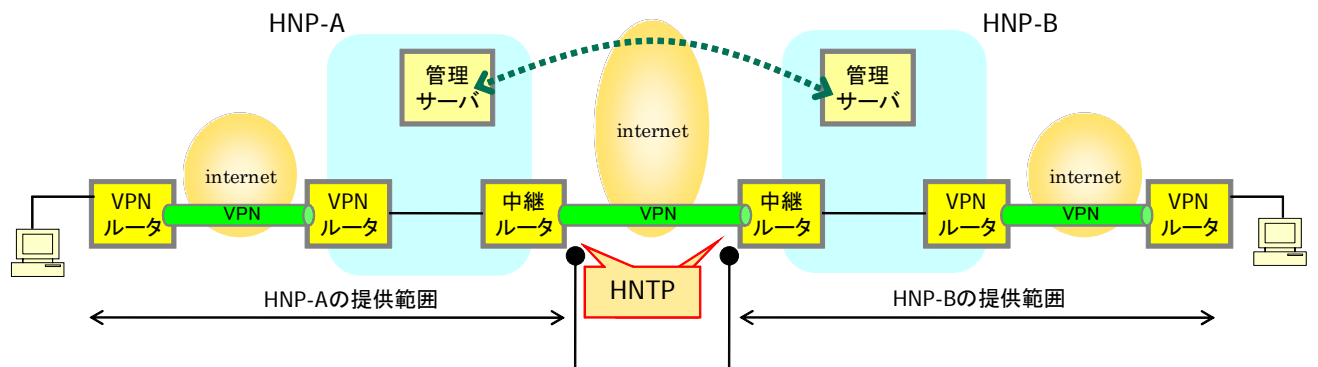 HNP-A
HNP-B
管理
サーバ
管理
サーバ
internet
internet
internet
VPN
ルータ
VPN
VPN
ルータ
中継
ルータ
VPN
中継
ルータ
VPN
ルータ
VPN
VPN
ルータ
HNTP
HNP-Aの提供範囲
HNP-Bの提供範囲